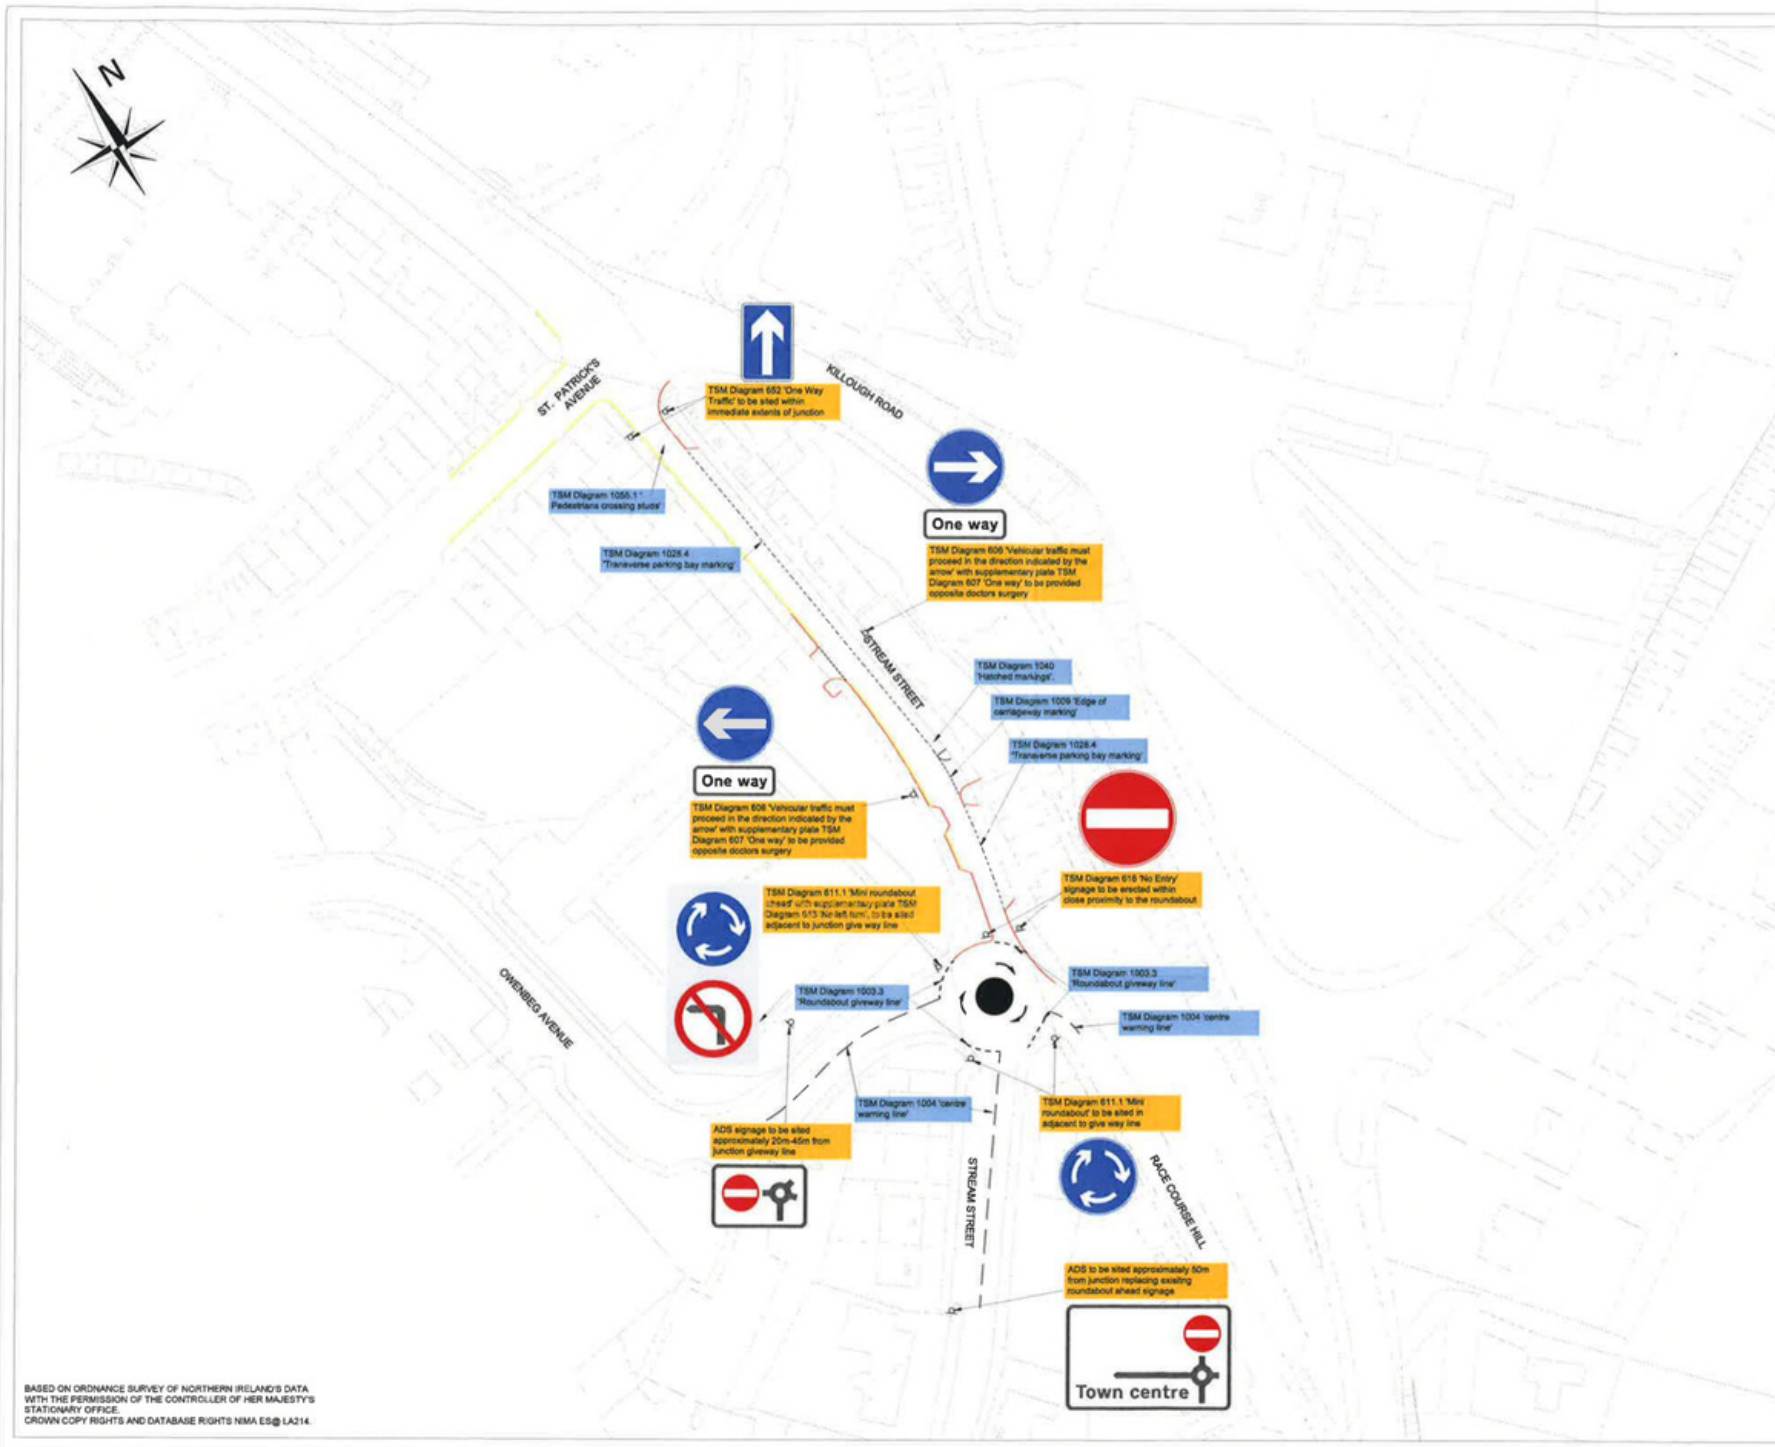 N
ST. PATRICK'S
AVENUE
TSM Diagram 652 'One Way
Traffic' to be sited within
immediate extents of junction
KILLOUGH ROAD
One way
TSM Diagram 606 'Vehicular traffic must
proceed in the direction indicated by the
arrow' with supplementary plate TSM
Diagram 607 'One way' to be provided
opposite doctors surgery
TSM Diagram 1055.1 '
Pedestrians crossing studs'
TSM Diagram 1028.4
'Transverse parking bay marking'
STREAM STREET
TSM Diagram 1040
'Hatched markings'.
TSM Diagram 1009 'Edge of
carriageway marking'
TSM Diagram 1028.4
'Transverse parking bay marking'
One way
TSM Diagram 606 'Vehicular traffic must
proceed in the direction indicated by the
arrow' with supplementary plate TSM
Diagram 607 'One way' to be provided
opposite doctors surgery
TSM Diagram 616 'No Entry'
signage to be erected within
close proximity to the roundabout
TSM Diagram 611.1 'Mini roundabout
ahead' with supplementary plate TSM
Diagram 613 'No left turn', to be sited
adjacent to junction give way line
OWENBEG AVENUE
TSM Diagram 1003.3
'Roundabout giveway line'
TSM Diagram 1003.3
'Roundabout giveway line'
TSM Diagram 1004 'centre
warning line'
TSM Diagram 1004 'centre
warning line'
TSM Diagram 611.1 'Mini
roundabout' to be sited in
adjacent to give way line
ADS signage to be sited
approximately 20m-45m from
junction giveway line
STREAM STREET
RACE COURSE HILL
ADS to be sited approximately 50m
from junction replacing exisitng
roundabout ahead signage
Town centre
BASED ON ORDNANCE SURVEY OF NORTHERN IRELAND'S DATA
WITH THE PERMISSION OF THE CONTROLLER OF HER MAJESTY'S
STATIONARY OFFICE.
CROWN COPY RIGHTS AND DATABASE RIGHTS NIMA ES@ LA214.